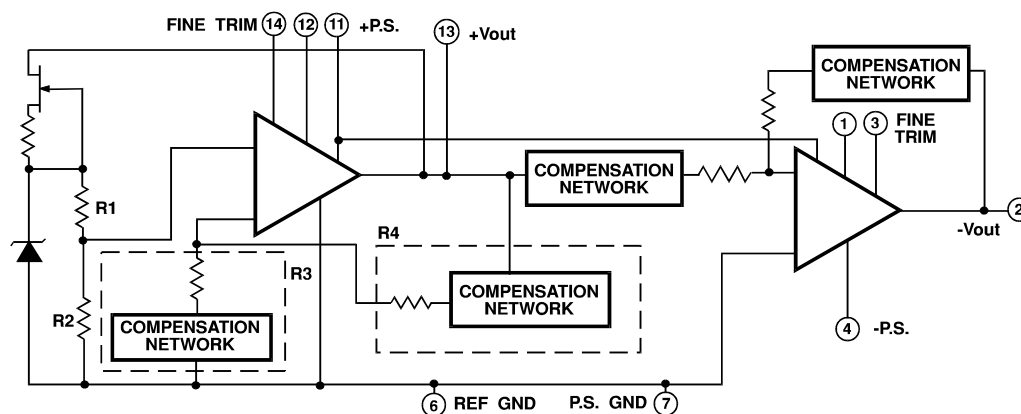 FINE TRIM 14 12 11 +P.S.
13 +Vout
COMPENSATION
NETWORK
1 3 FINE
TRIM
COMPENSATION
NETWORK
R1
2
-Vout
R4
R3
COMPENSATION
NETWORK
R2
COMPENSATION
NETWORK
4 -P.S.
6 REF GND P.S. GND 7